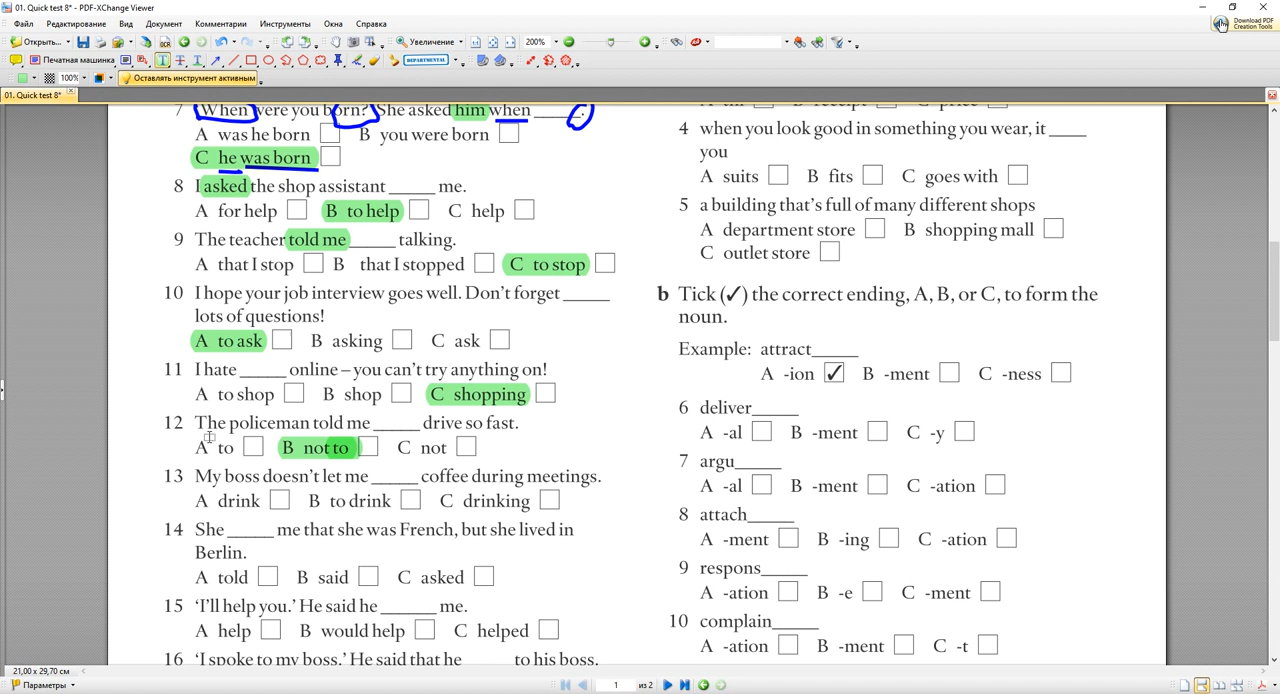 01. Quick test 8* - PDF-XChange Viewer
Файл Редактирование Вид Документ Комментарии Инструменты Окна Справка
Download PDF
Creation Tools
Открыть... OCR Увеличение 200%
Печатная машинка DEPARTMENTAL
100% Оставлять инструмент активным
01. Quick test 8*
7 When were you born? She asked him when _____.
A was he born B you were born
C he was born
8 I asked the shop assistant _____ me.
A for help B to help C help
9 The teacher told me _____ talking.
A that I stop B that I stopped C to stop
10 I hope your job interview goes well. Don't forget _____
lots of questions!
A to ask B asking C ask
11 I hate _____ online – you can't try anything on!
A to shop B shop C shopping
12 The policeman told me _____ drive so fast.
A to B not to C not
13 My boss doesn't let me _____ coffee during meetings.
A drink B to drink C drinking
14 She _____ me that she was French, but she lived in
Berlin.
A told B said C asked
15 'I'll help you.' He said he ______ me.
A help B would help C helped
16 'I spoke to my boss.' He said that he _____ to his boss.
4 when you look good in something you wear, it ____
you
A suits B fits C goes with
5 a building that's full of many different shops
A department store B shopping mall
C outlet store
b Tick (✓) the correct ending, A, B, or C, to form the
noun.
Example: attract_____
A -ion ✓ B -ment C -ness
6 deliver_____
A -al B -ment C -y
7 argu_____
A -al B -ment C -ation
8 attach_____
A -ment B -ing C -ation
9 respons_____
A -ation B -e C -ment
10 complain_____
A -ation B -ment C -t
21,00 x 29,70 см
Параметры 1 из 2